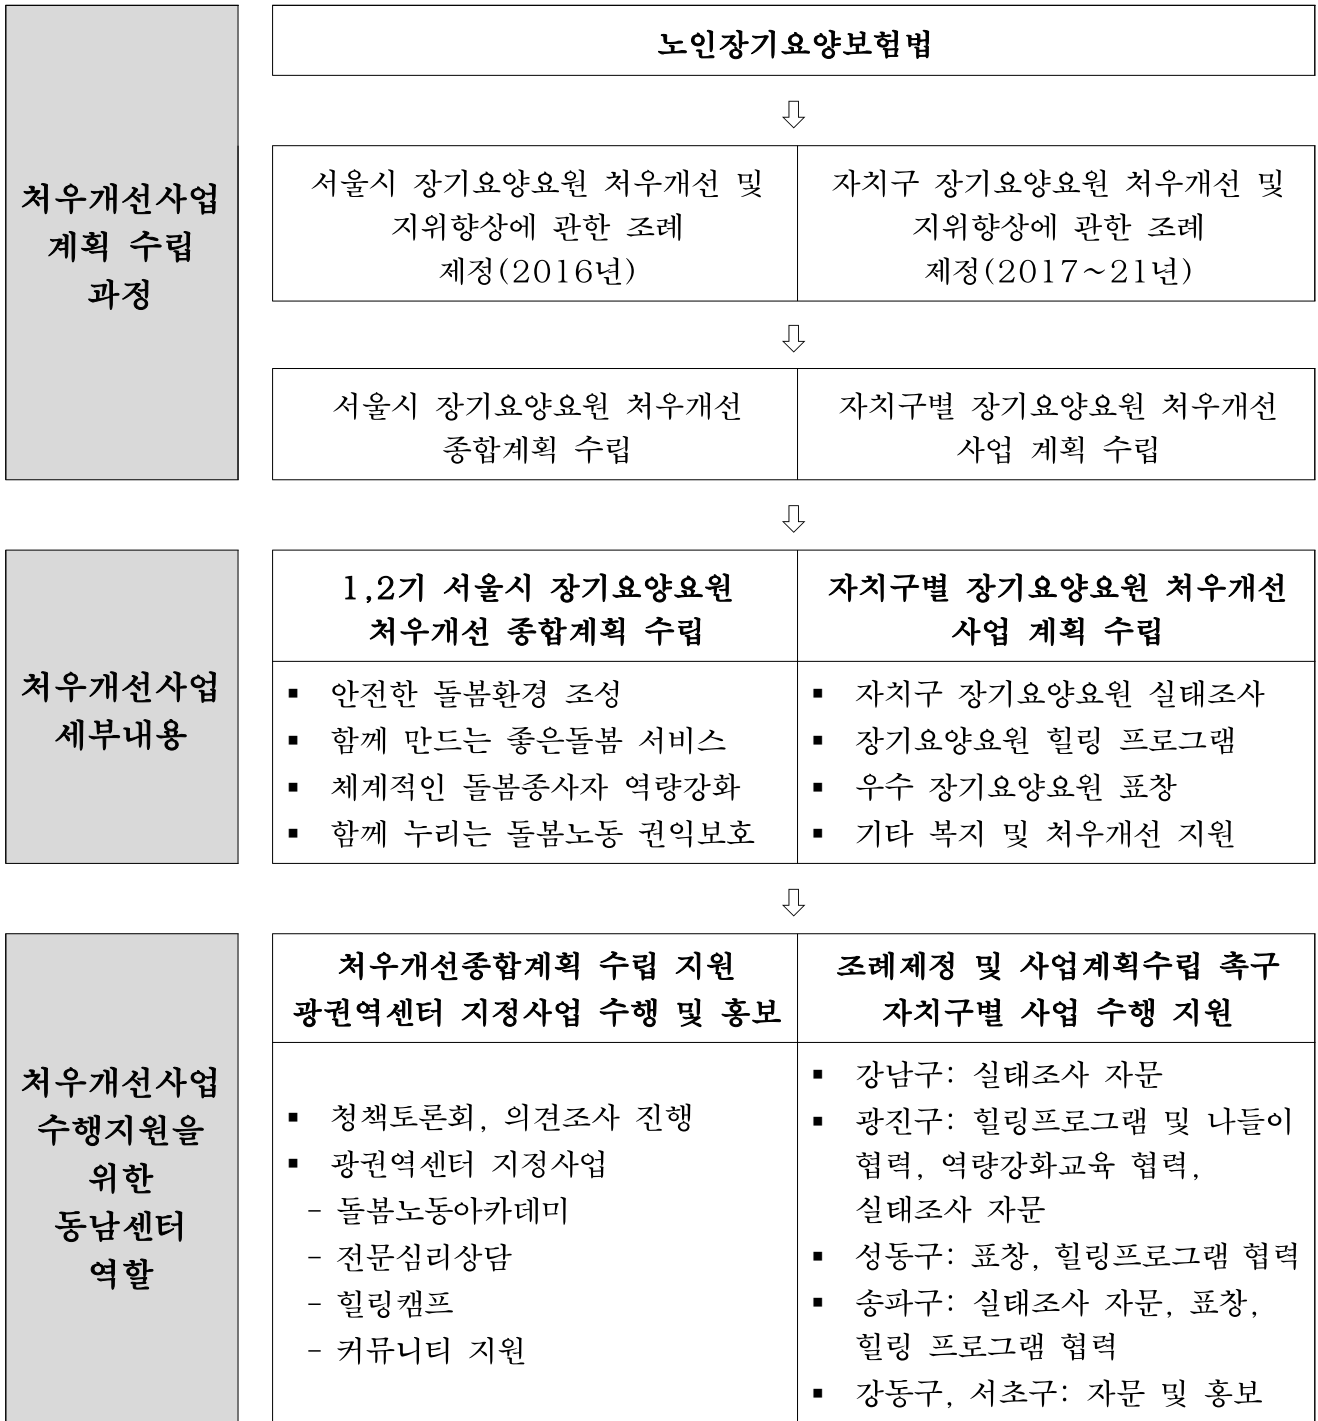 처우개선사업
계획 수립
과정
노인장기요양보험법
⇩
서울시 장기요양요원 처우개선 및
지위향상에 관한 조례
제정(2016년)
자치구 장기요양요원 처우개선 및
지위향상에 관한 조례
제정(2017~21년)
⇩
서울시 장기요양요원 처우개선
종합계획 수립
자치구별 장기요양요원 처우개선
사업 계획 수립
⇩
처우개선사업
세부내용
1,2기 서울시 장기요양요원
처우개선 종합계획 수립
▪ 안전한 돌봄환경 조성
▪ 함께 만드는 좋은돌봄 서비스
▪ 체계적인 돌봄종사자 역량강화
▪ 함께 누리는 돌봄노동 권익보호
자치구별 장기요양요원 처우개선
사업 계획 수립
▪ 자치구 장기요양요원 실태조사
▪ 장기요양요원 힐링 프로그램
▪ 우수 장기요양요원 표창
▪ 기타 복지 및 처우개선 지원
⇩
처우개선사업
수행지원을
위한
동남센터
역할
처우개선종합계획 수립 지원
광권역센터 지정사업 수행 및 홍보
▪ 청책토론회, 의견조사 진행
▪ 광권역센터 지정사업
- 돌봄노동아카데미
- 전문심리상담
- 힐링캠프
- 커뮤니티 지원
조례제정 및 사업계획수립 촉구
자치구별 사업 수행 지원
▪ 강남구: 실태조사 자문
▪ 광진구: 힐링프로그램 및 나들이
협력, 역량강화교육 협력,
실태조사 자문
▪ 성동구: 표창, 힐링프로그램 협력
▪ 송파구: 실태조사 자문, 표창,
힐링 프로그램 협력
▪ 강동구, 서초구: 자문 및 홍보